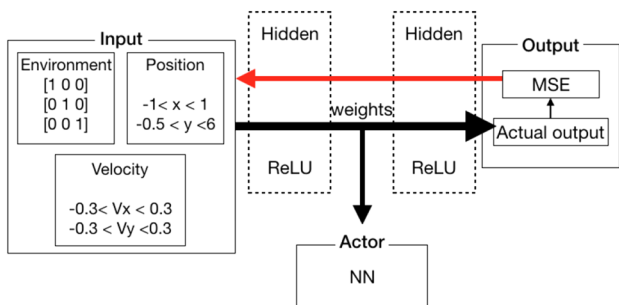 Input
Environment
[1 0 0]
[0 1 0]
[0 0 1]
Position
-1< x < 1
-0.5 < y <6
Velocity
-0.3< Vx < 0.3
-0.3 < Vy <0.3
Hidden
ReLU
weights
Hidden
ReLU
Output
MSE
Actual output
Actor
NN